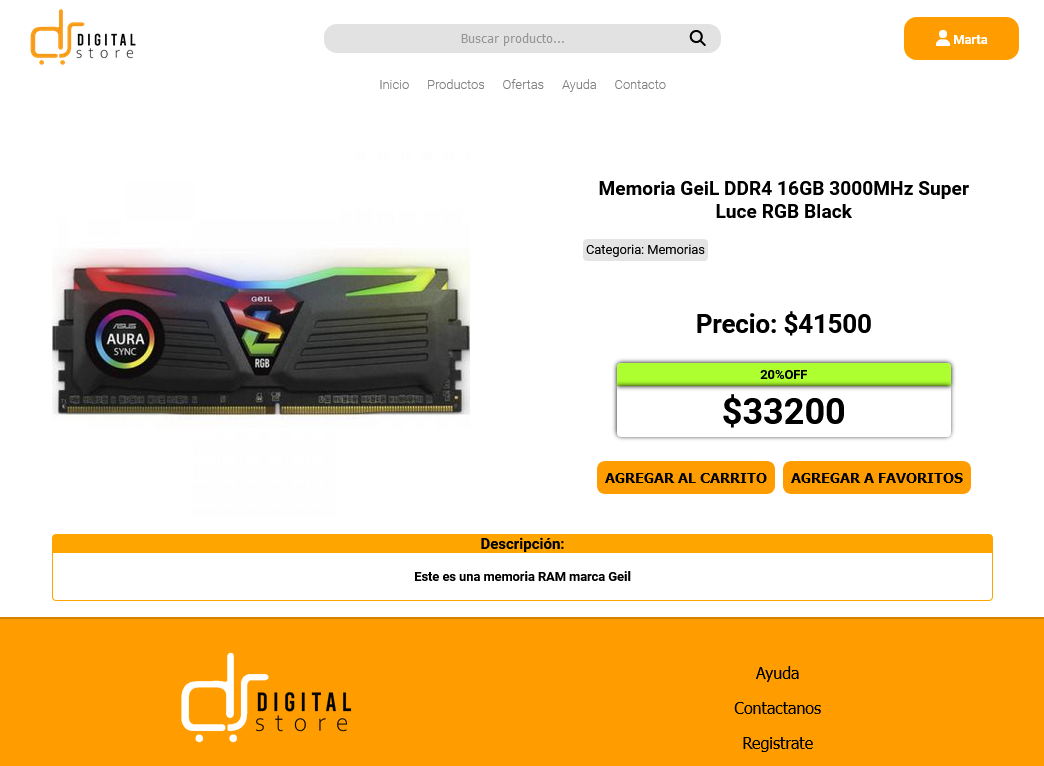 DIGITAL
store
Buscar producto...
Marta
Inicio Productos Ofertas Ayuda Contacto
Memoria GeiL DDR4 16GB 3000MHz Super
Luce RGB Black
Categoria: Memorias
GEIL
ASUS
AURA
SYNC
RGB
Precio: $41500
20%OFF
$33200
AGREGAR AL CARRITO AGREGAR A FAVORITOS
Descripción:
Este es una memoria RAM marca Geil
DIGITAL
store
Ayuda
Contactanos
Registrate